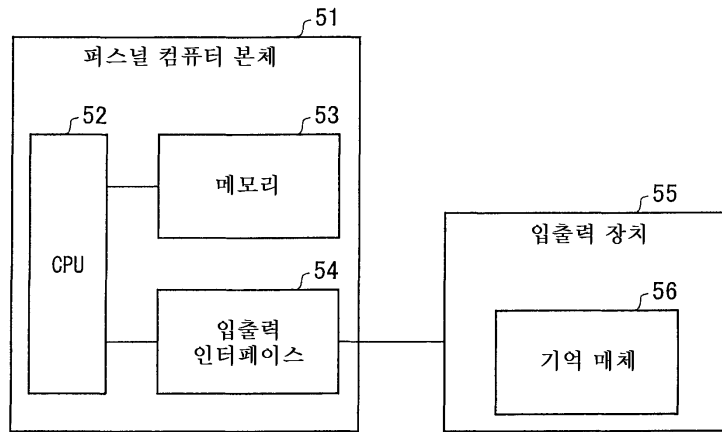 51
퍼스널 컴퓨터 본체
52
53
메모리
CPU
54
입출력
인터페이스
55
입출력 장치
56
기억 매체